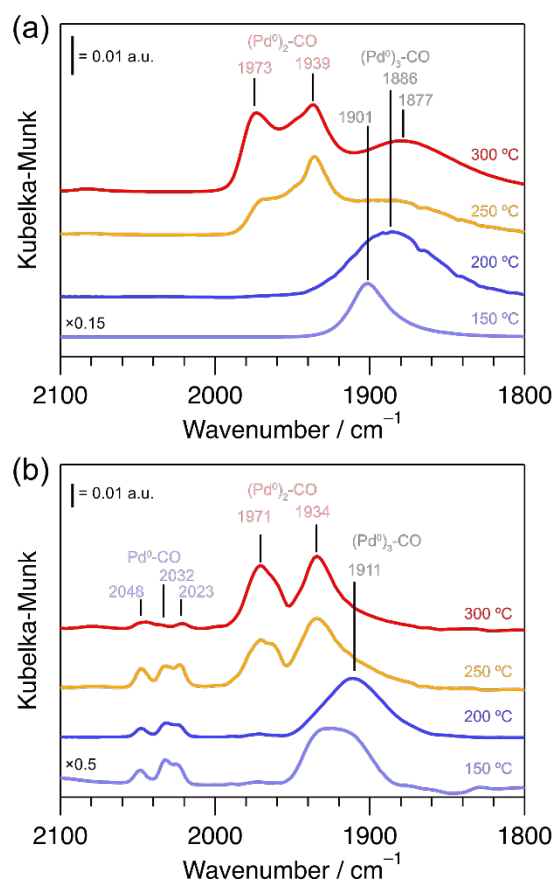 (a)
= 0.01 a.u.
(Pd⁰)₂-CO
1973 1939
(Pd⁰)₃-CO
1886
1901 1877
300 ºC
250 ºC
200 ºC
×0.15
150 ºC
Kubelka-Munk
2100 2000 1900 1800
Wavenumber / cm⁻¹
(b)
= 0.01 a.u.
(Pd⁰)₂-CO
1971 1934
(Pd⁰)₃-CO
1911
Pd⁰-CO
2032
2048 2023
300 ºC
250 ºC
200 ºC
×0.5
150 ºC
Kubelka-Munk
2100 2000 1900 1800
Wavenumber / cm⁻¹